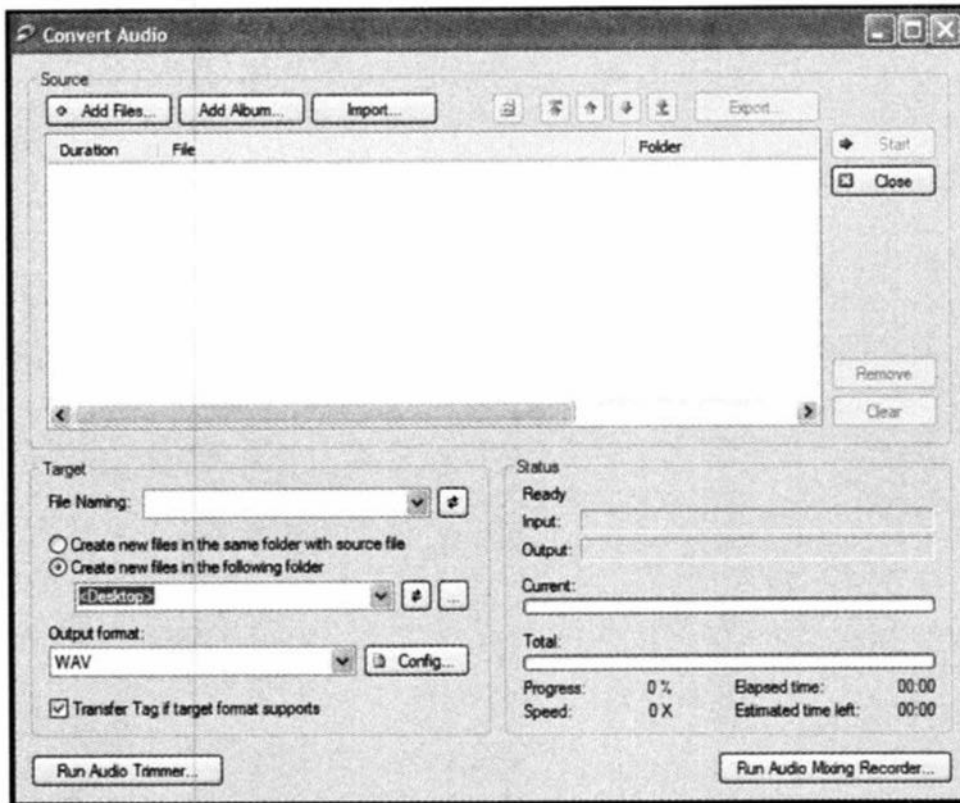 Convert Audio
Source
Add Files... Add Album... Import... Export...
Duration File Folder
Start
Close
Remove
Clear
Target
File Naming:
Create new files in the same folder with source file
Create new files in the following folder
<Desktop>
...
Output format:
WAV Config...
Transfer Tag if target format supports
Status
Ready
Input:
Output:
Current:
Total:
Progress: 0 % Elapsed time: 00:00
Speed: 0 X Estimated time left: 00:00
Run Audio Trimmer... Run Audio Mixing Recorder...